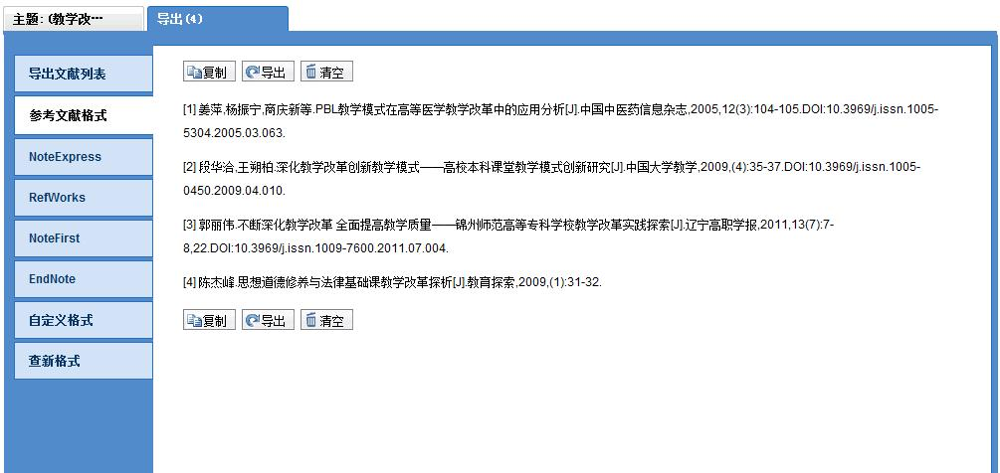 主题: (教学改…
导出(4)
导出文献列表
参考文献格式
NoteExpress
RefWorks
NoteFirst
EndNote
自定义格式
查新格式
复制 导出 清空
[1] 姜萍,杨振宁,荫庆新等.PBL教学模式在高等医学教学改革中的应用分析[J].中国中医药信息杂志,2005,12(3):104-105.DOI:10.3969/j.issn.1005-
5304.2005.03.063.
[2] 段华洽,王朔柏.深化教学改革创新教学模式——高校本科课堂教学模式创新研究[J].中国大学教学,2009,(4):35-37.DOI:10.3969/j.issn.1005-
0450.2009.04.010.
[3] 郭丽伟.不断深化教学改革 全面提高教学质量——锦州师范高等专科学校教学改革实践探索[J].辽宁高职学报,2011,13(7):7-
8,22.DOI:10.3969/j.issn.1009-7600.2011.07.004.
[4] 陈杰峰.思想道德修养与法律基础课教学改革探析[J].教育探索,2009,(1):31-32.
复制 导出 清空